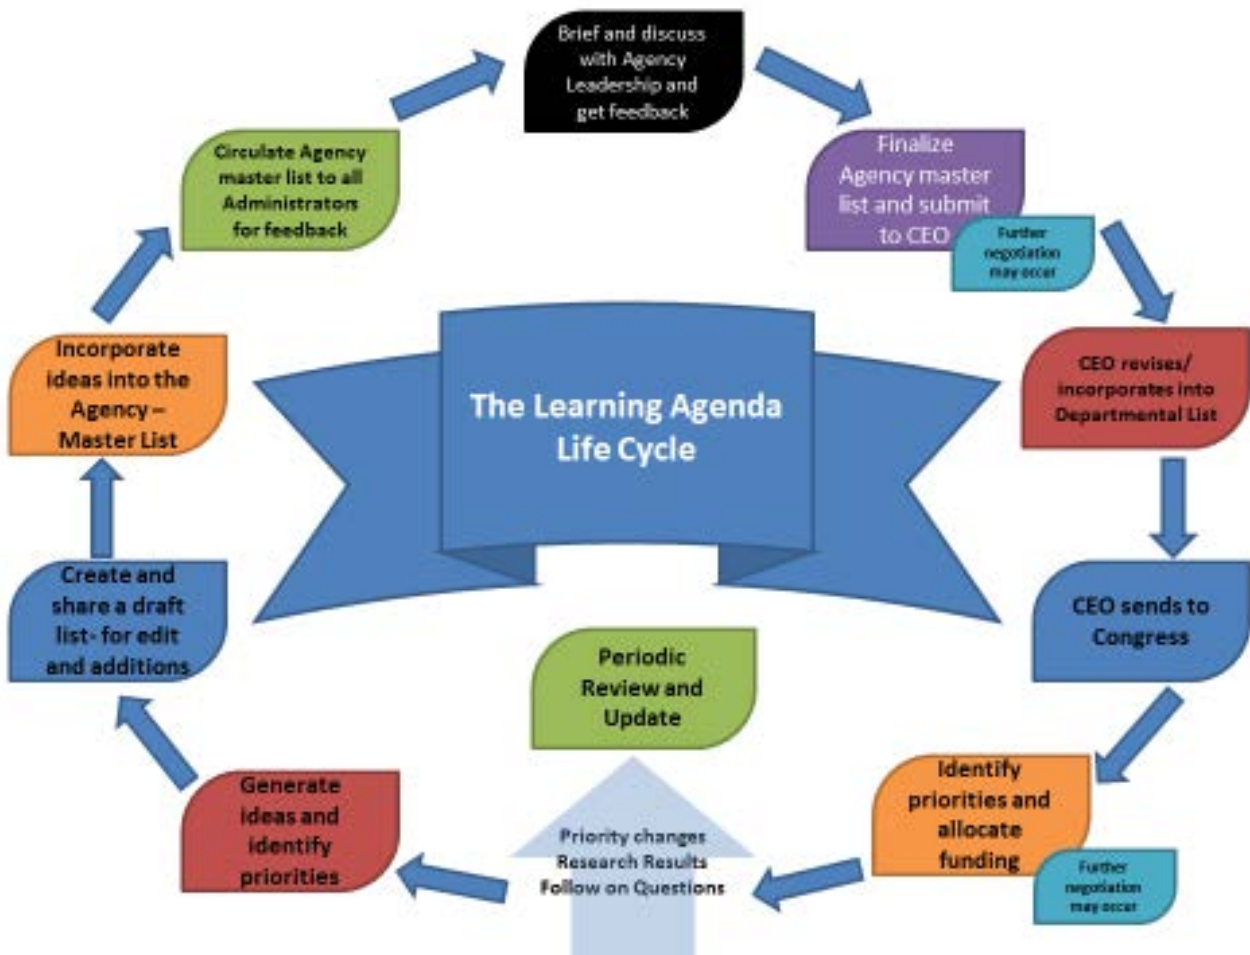 Brief and discuss
with Agency
Leadership and
get feedback
Finalize
Agency master
list and submit
to CEO
Further
negotiation
may occur
CEO revises/
incorporates into
Departmental List
CEO sends to
Congress
Identify
priorities and
allocate
funding
Further
negotiation
may occur
Priority changes
Research Results
Follow on Questions
Periodic
Review and
Update
Generate
ideas and
identify
priorities
Create and
share a draft
list- for edit
and additions
Incorporate
ideas into the
Agency –
Master List
Circulate Agency
master list to all
Administrators
for feedback
The Learning Agenda
Life Cycle